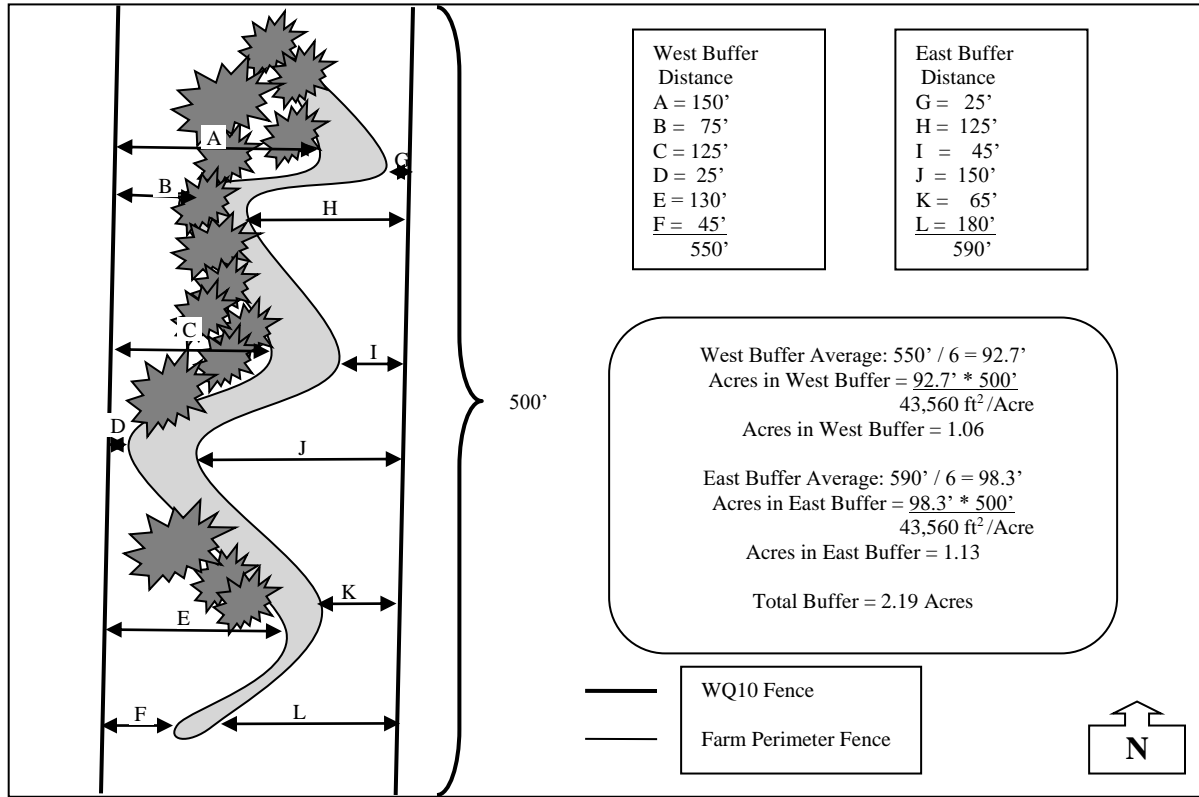 A
B
C
D
E
F
G
H
I
J
K
L
500’
West Buffer
Distance
A = 150’
B = 75’
C = 125’
D = 25’
E = 130’
F = 45’
550’
East Buffer
Distance
G = 25’
H = 125’
I = 45’
J = 150’
K = 65’
L = 180’
590’
West Buffer Average: 550’ / 6 = 92.7’
Acres in West Buffer = 92.7’ * 500’
43,560 ft² /Acre
Acres in West Buffer = 1.06
East Buffer Average: 590’ / 6 = 98.3’
Acres in East Buffer = 98.3’ * 500’
43,560 ft²/Acre
Acres in East Buffer = 1.13
Total Buffer = 2.19 Acres
WQ10 Fence
Farm Perimeter Fence
N